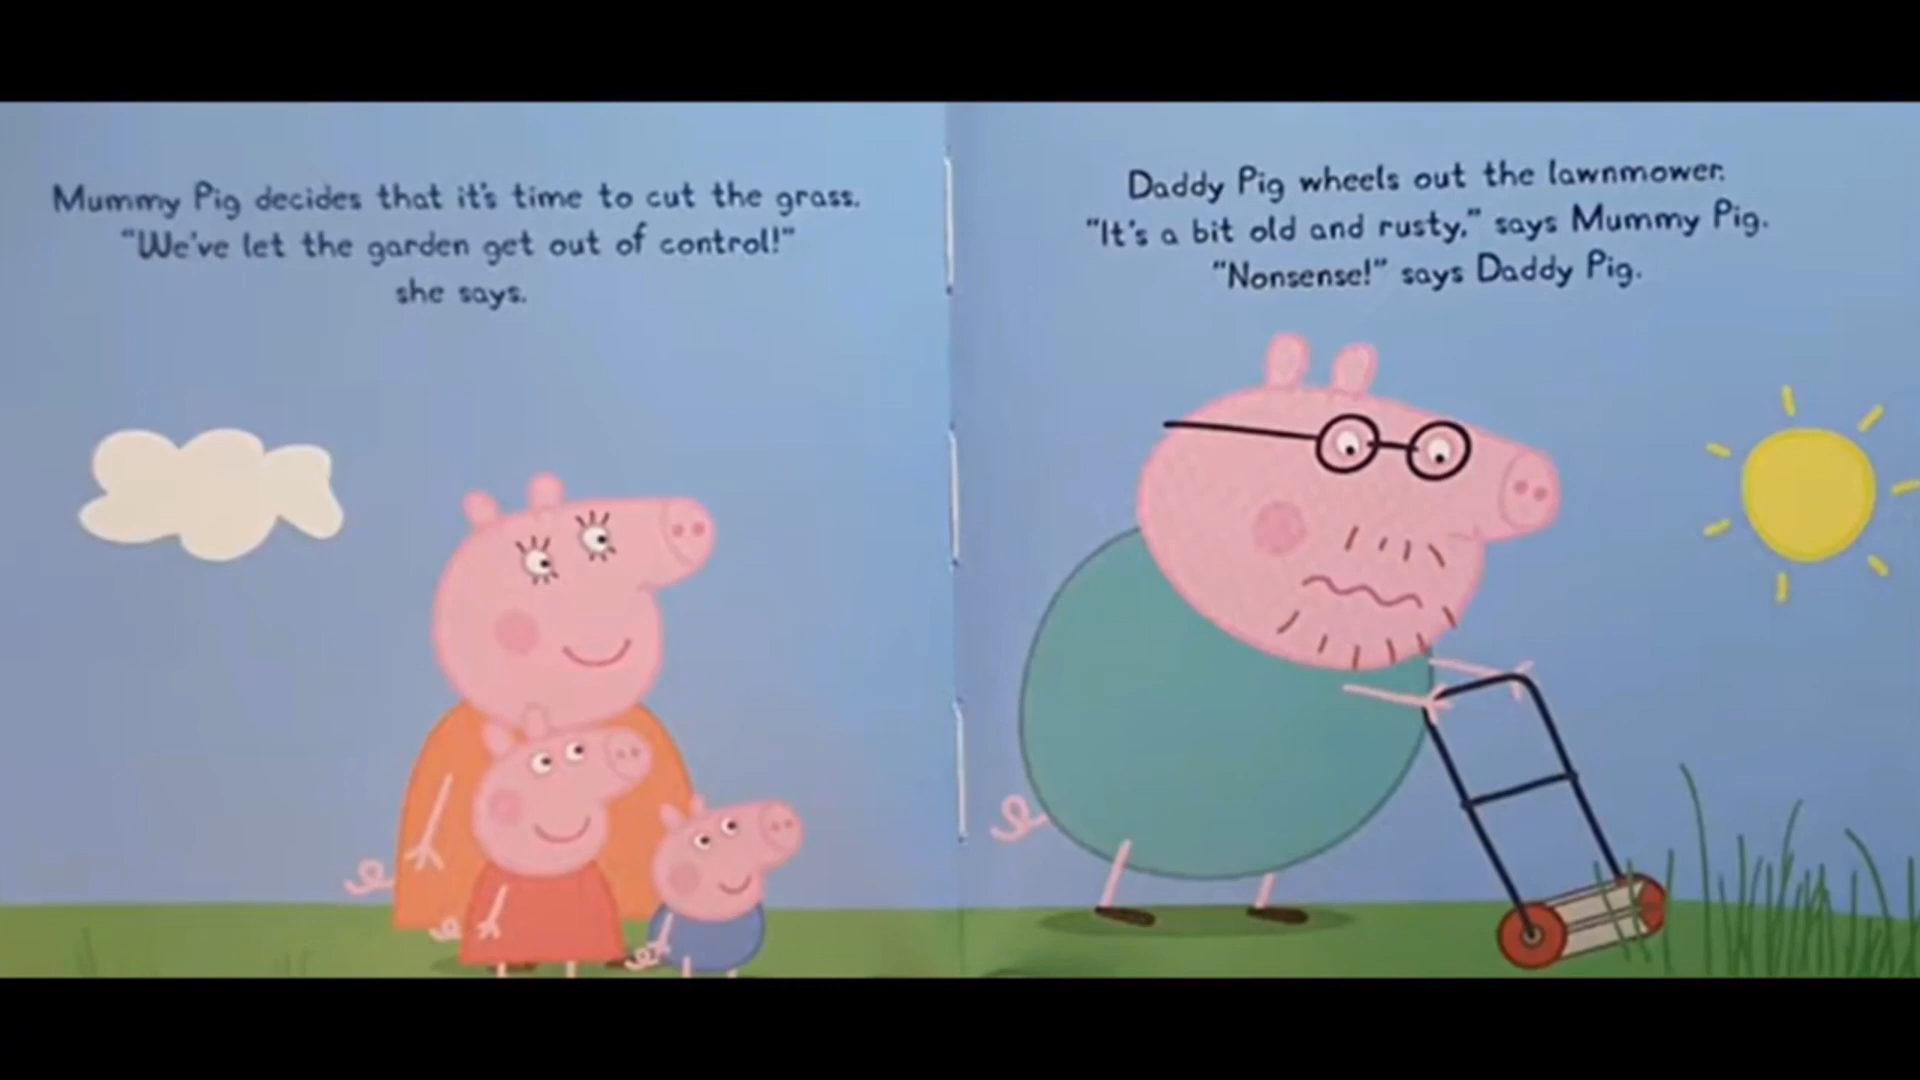 Mummy Pig decides that it's time to cut the grass.
"We've let the garden get out of control!"
she says.
Daddy Pig wheels out the lawnmower.
"It's a bit old and rusty," says Mummy Pig.
"Nonsense!" says Daddy Pig.